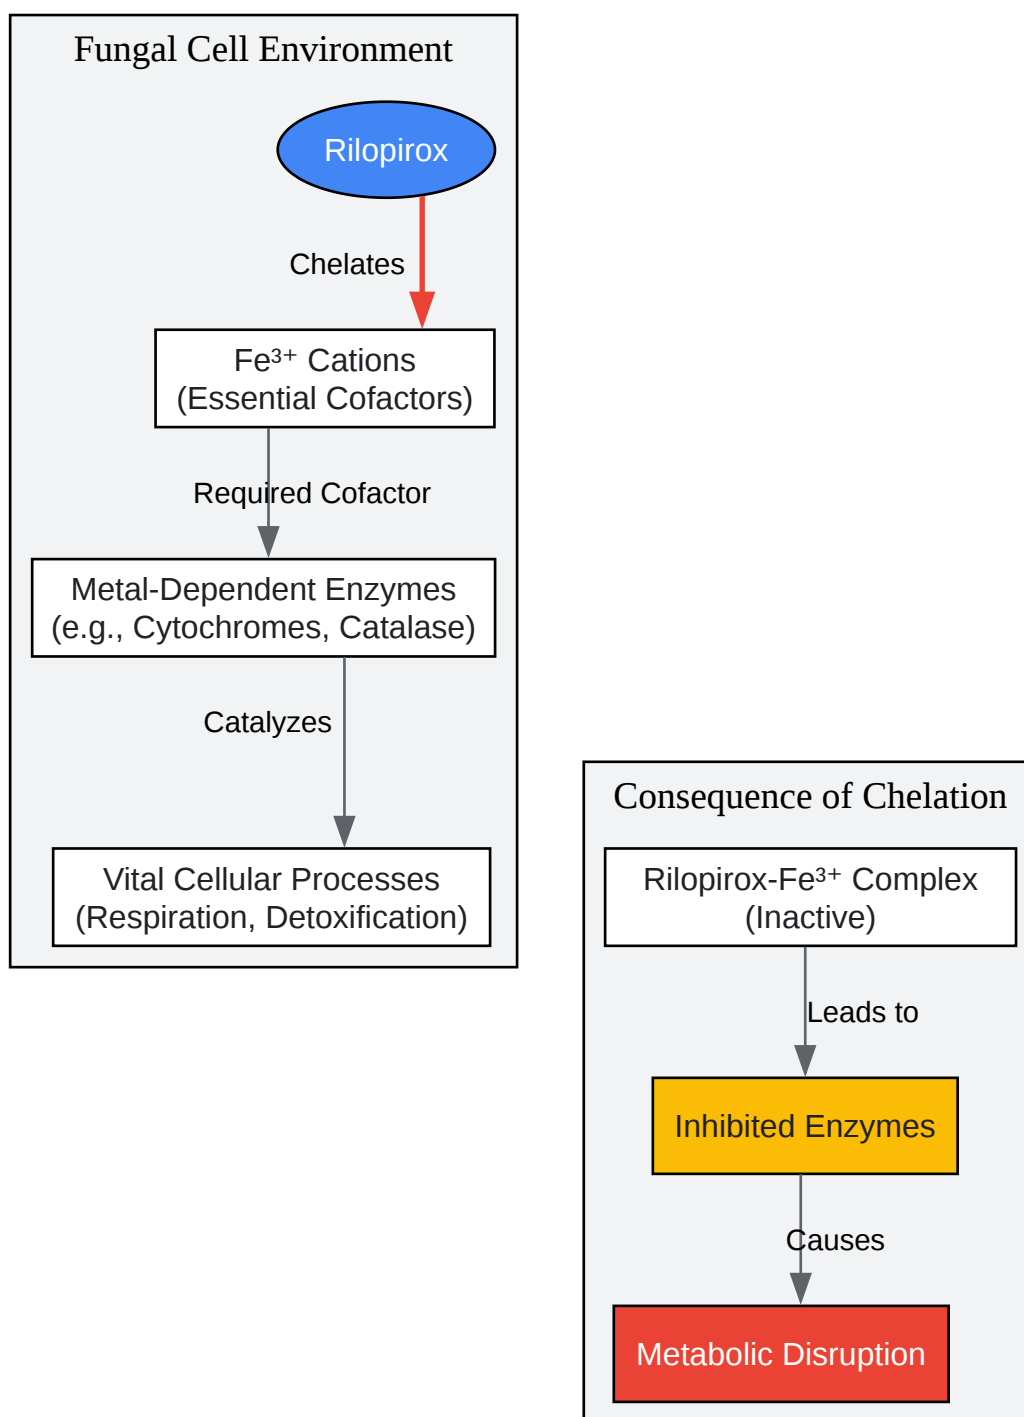 Fungal Cell Environment
Rilopirox
Chelates
Fe³⁺ Cations
(Essential Cofactors)
Required Cofactor
Metal-Dependent Enzymes
(e.g., Cytochromes, Catalase)
Catalyzes
Vital Cellular Processes
(Respiration, Detoxification)
Consequence of Chelation
Rilopirox-Fe³⁺ Complex
(Inactive)
Leads to
Inhibited Enzymes
Causes
Metabolic Disruption